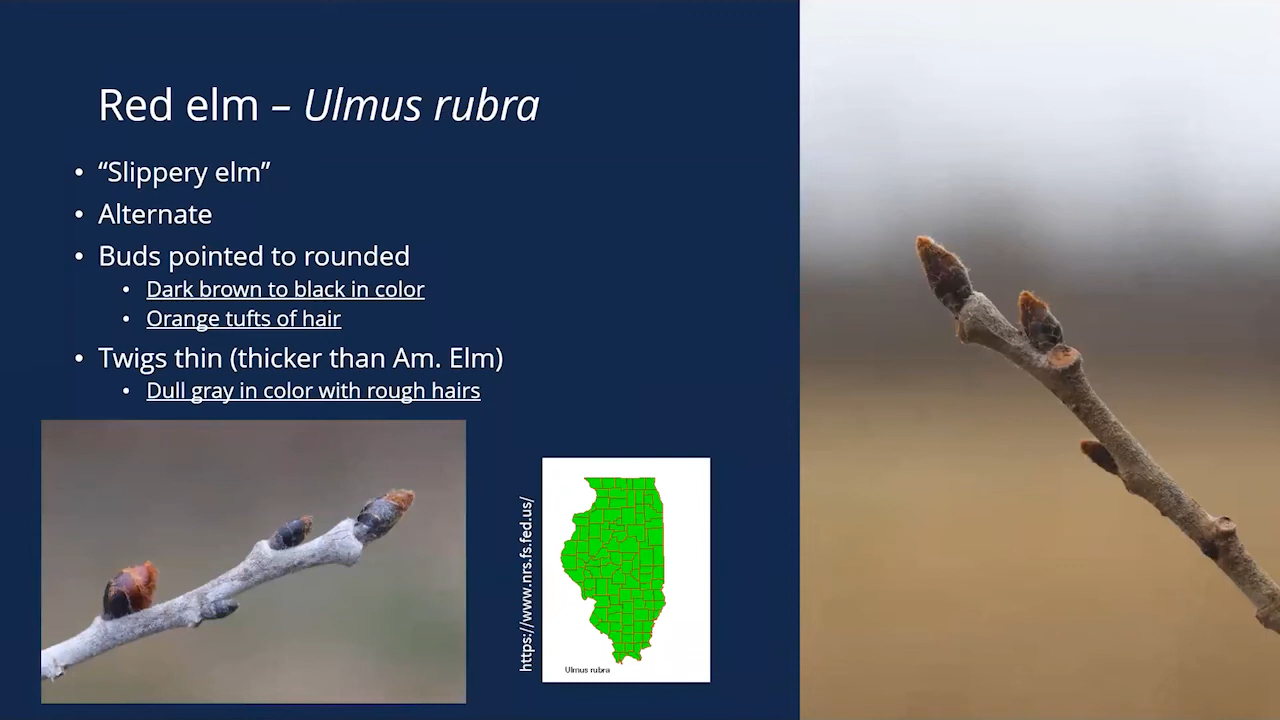 Red elm – Ulmus rubra
• “Slippery elm”
• Alternate
• Buds pointed to rounded
• Dark brown to black in color
• Orange tufts of hair
• Twigs thin (thicker than Am. Elm)
• Dull gray in color with rough hairs
https://www.nrs.fs.fed.us/
Ulmus rubra